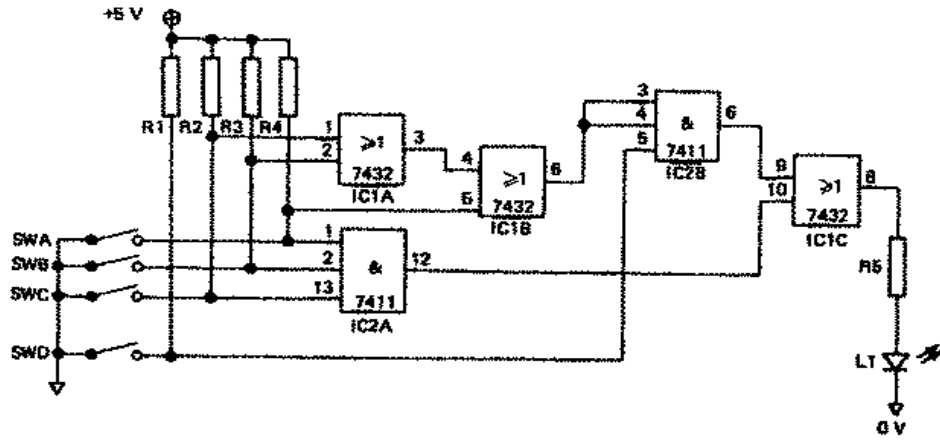 +5 V
R1 R2 R3 R4
1
2
≥1
7432
IC1A
3
4
5
≥1
7432
IC1B
6
3
4
5
&
7411
IC2B
6
9
10
≥1
7432
IC1C
8
SWA
SWB
SWC
SWD
1
2
13
&
7411
IC2A
12
R5
L1
0 V